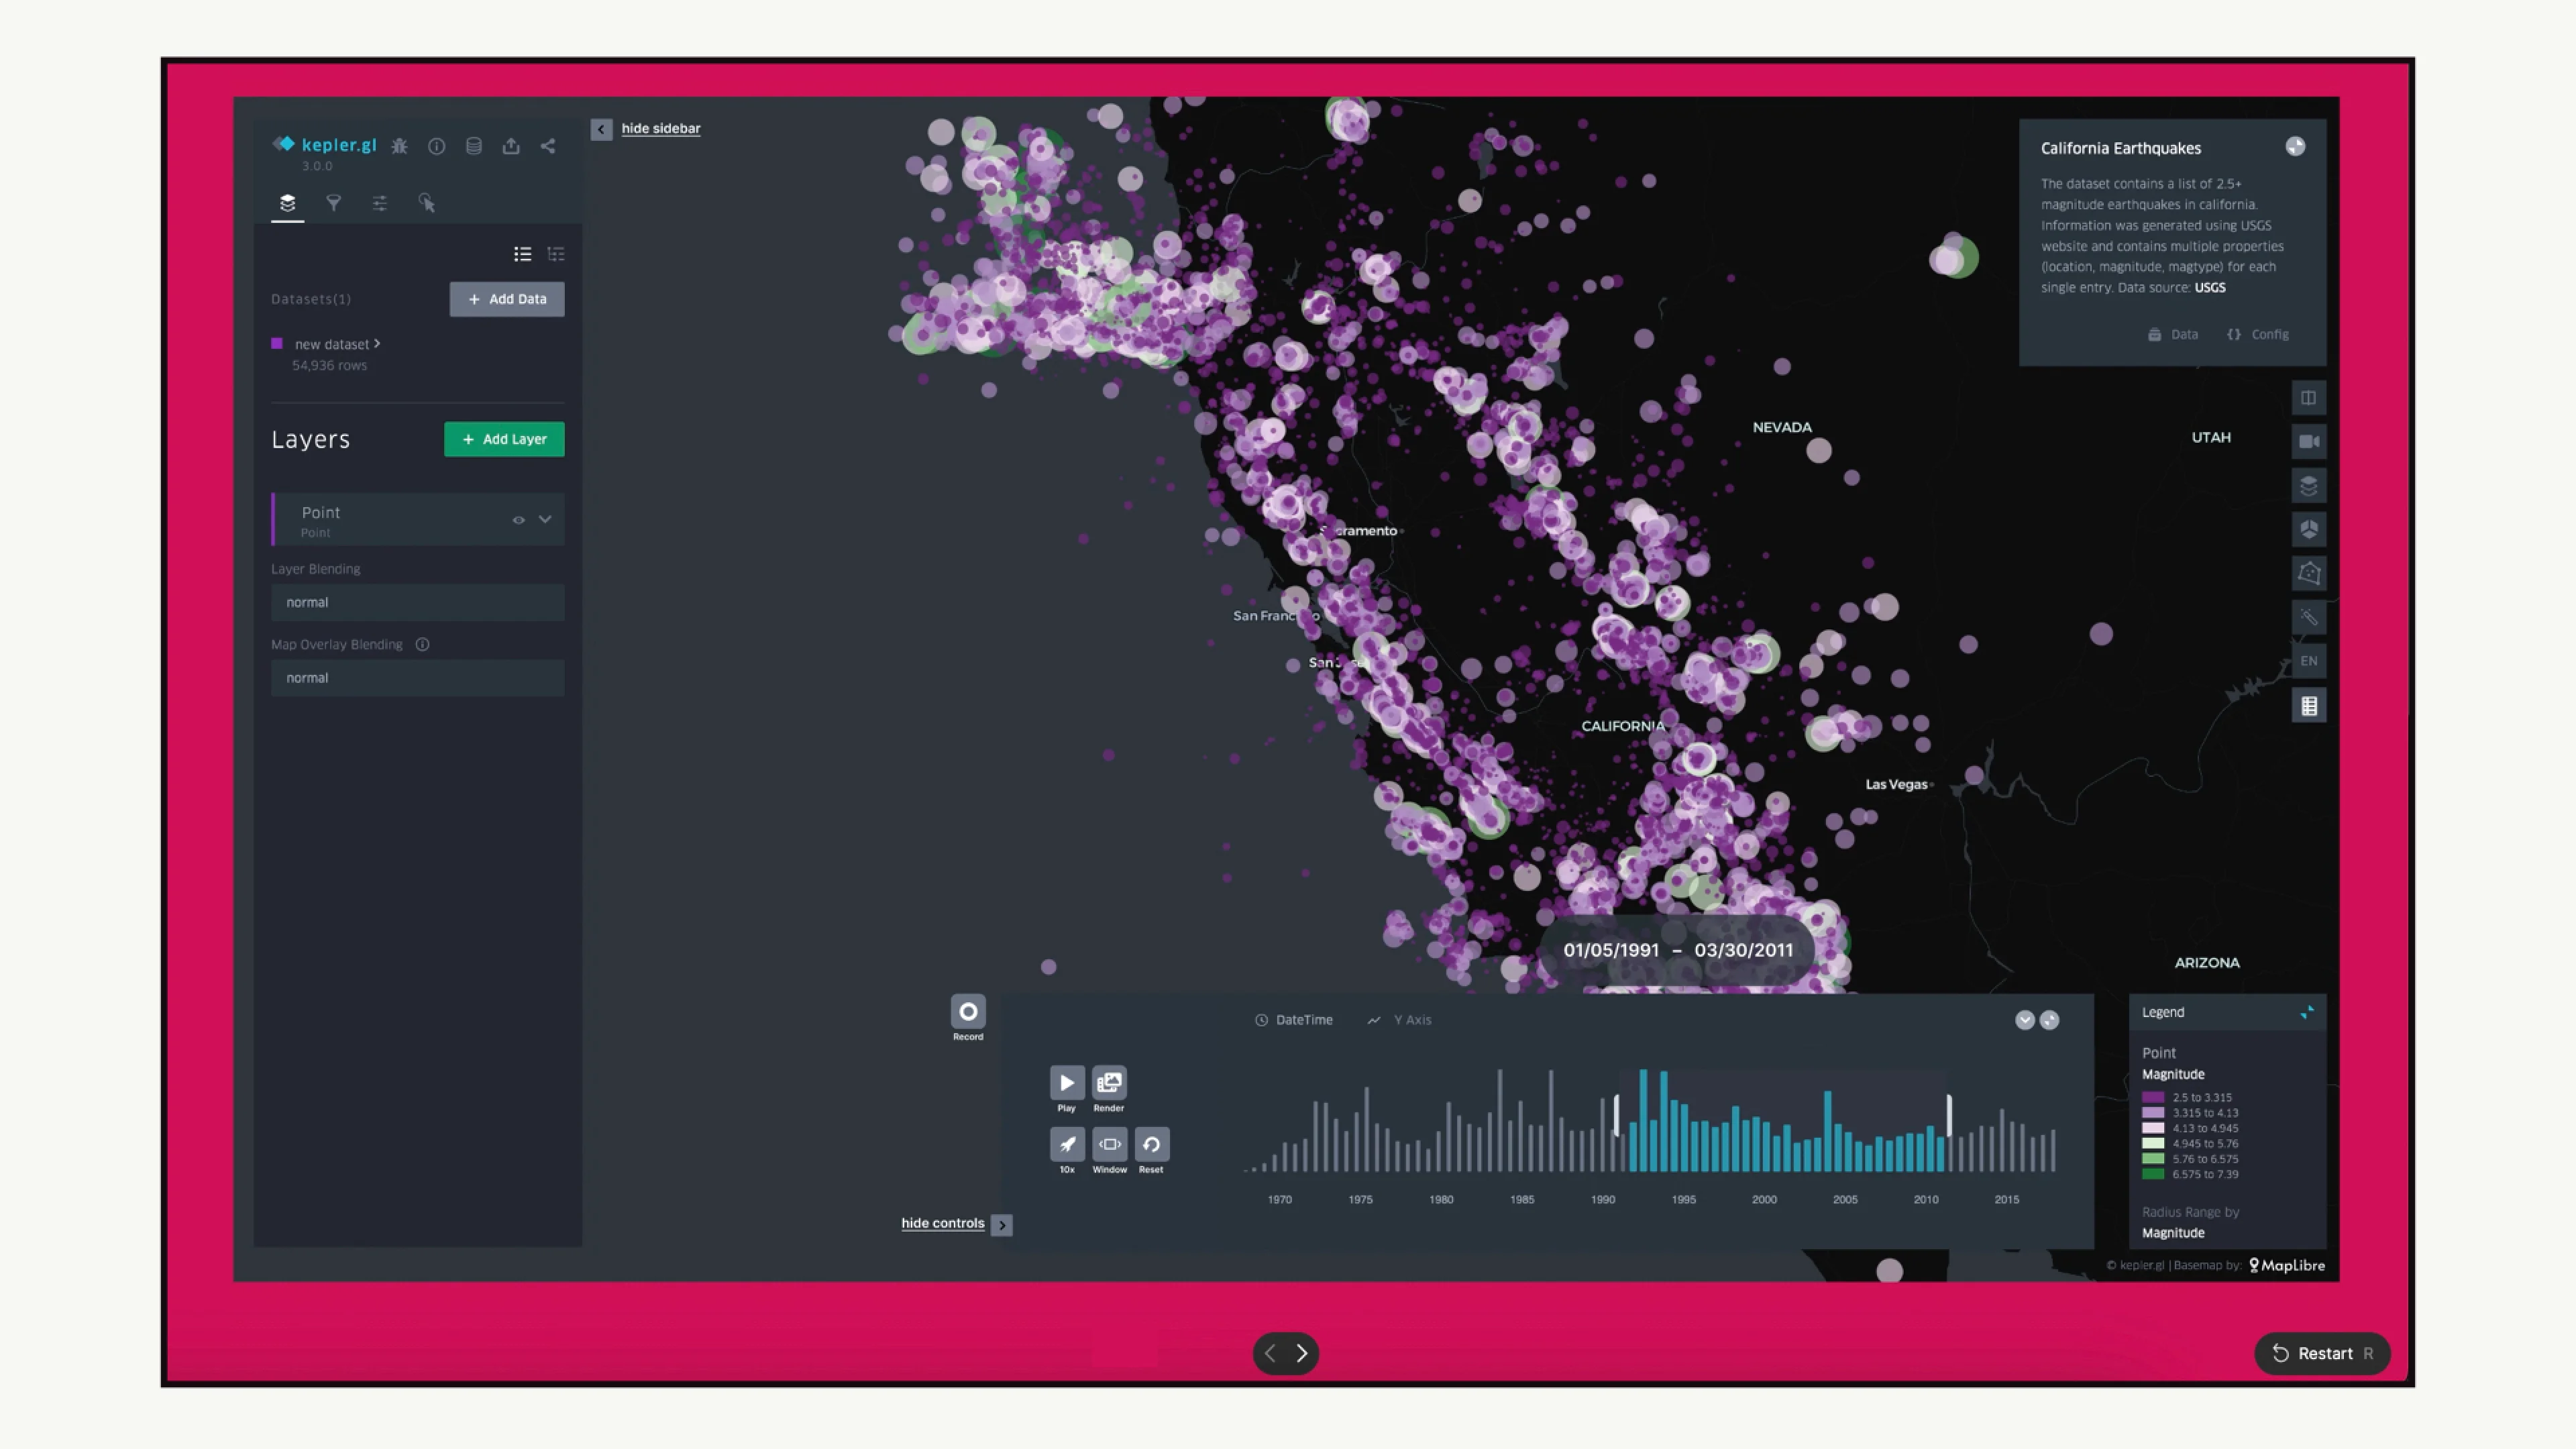 kepler.gl
3.0.0
hide sidebar
Datasets(1)
+ Add Data
new dataset
54,936 rows
Layers
+ Add Layer
Point
Point
Layer Blending
normal
Map Overlay Blending
normal
California Earthquakes
The dataset contains a list of 2.5+
magnitude earthquakes in california.
Information was generated using USGS
website and contains multiple properties
(location, magnitude, magtype) for each
single entry. Data source: USGS
Data
Config
EN
NEVADA
UTAH
CALIFORNIA
Las Vegas
ARIZONA
01/05/1991 – 03/30/2011
Record
DateTime
Y Axis
Play
Render
10x
Window
Reset
1970
1975
1980
1985
1990
1995
2000
2005
2010
2015
hide controls
Legend
Point
Magnitude
2.5 to 3.315
3.315 to 4.13
4.13 to 4.945
4.945 to 5.76
5.76 to 6.575
6.575 to 7.39
Radius Range by
Magnitude
© kepler.gl | Basemap by: MapLibre
Restart R